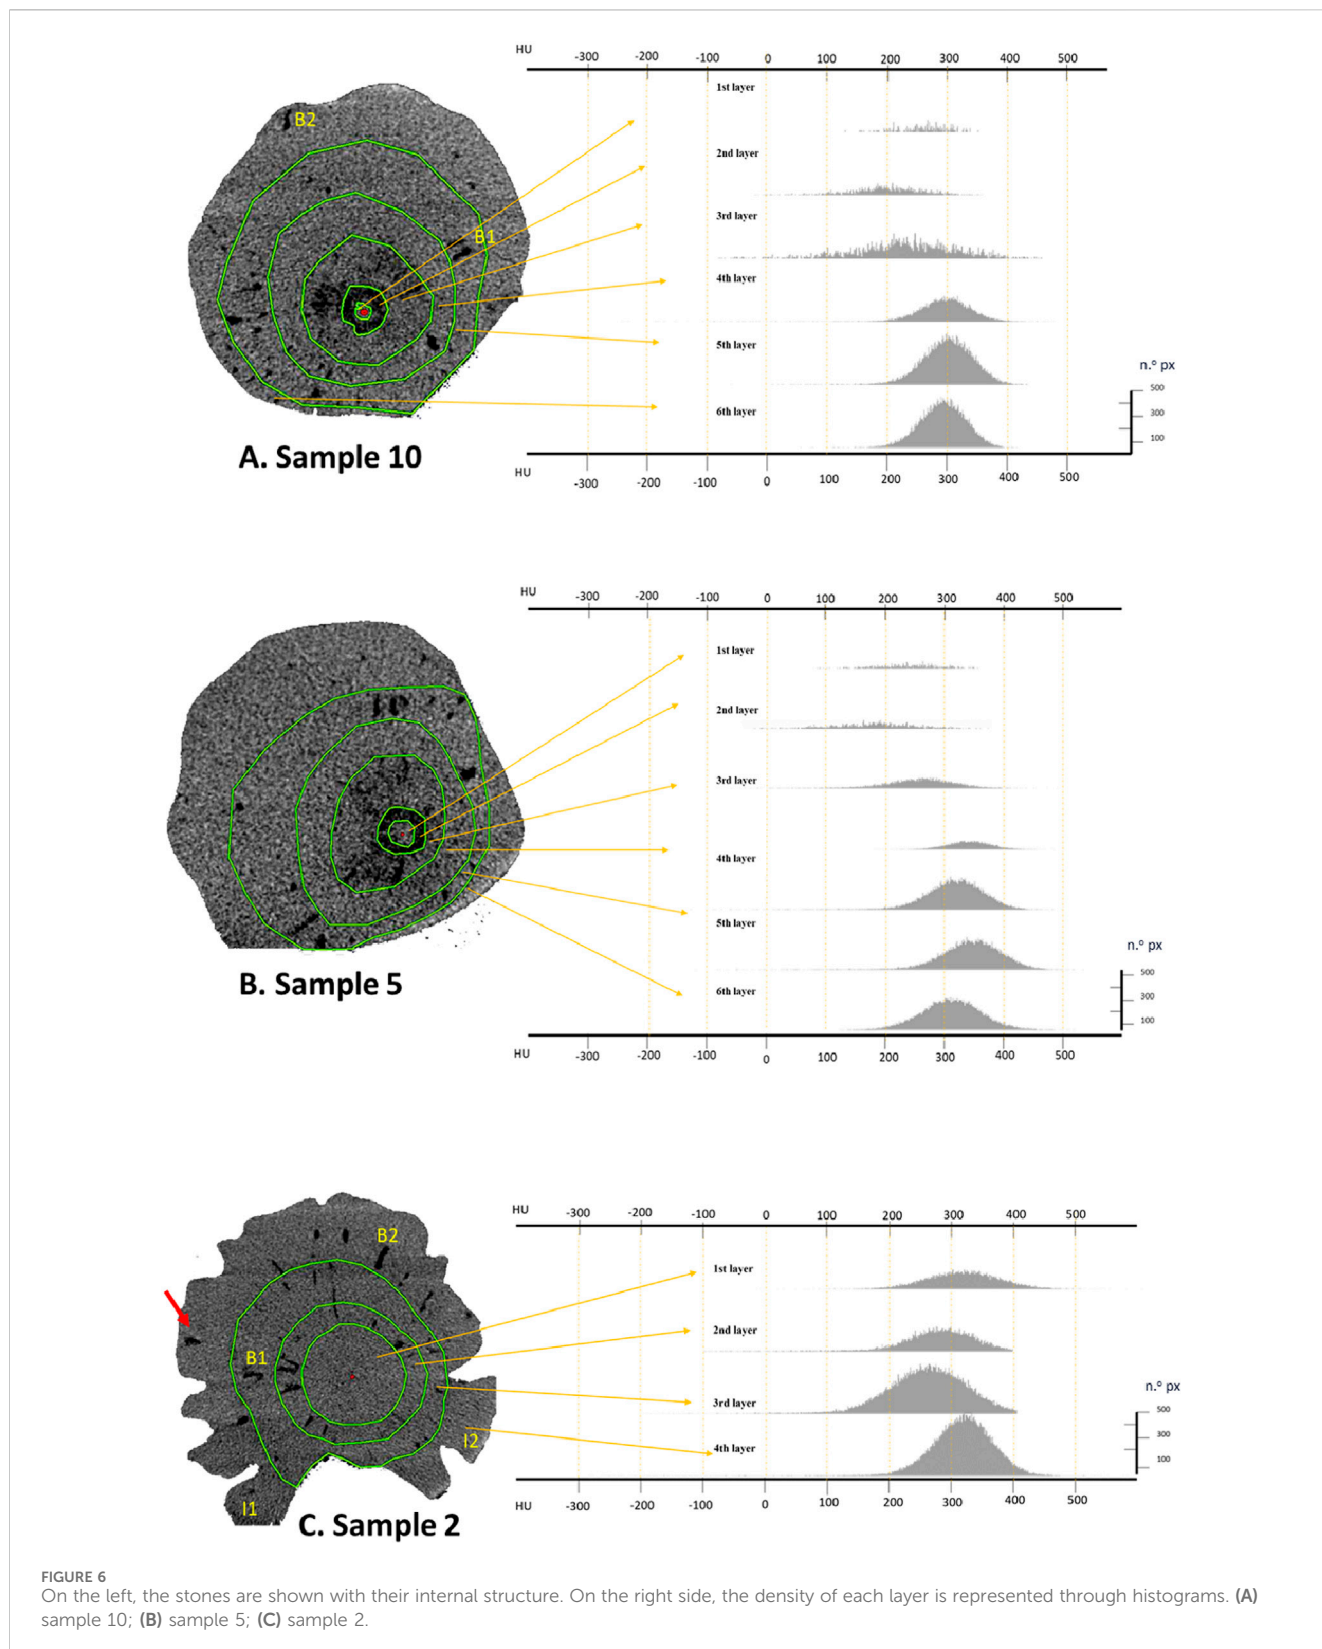 HU
-300 -200 -100 0 100 200 300 400 500
1st layer
B2
2nd layer
3rd layer
B1
4th layer
5th layer
n.º px
500
300
100
6th layer
A. Sample 10
HU
-300 -200 -100 0 100 200 300 400 500
HU
-300 -200 -100 0 100 200 300 400 500
1st layer
2nd layer
3rd layer
4th layer
5th layer
n.º px
500
300
100
6th layer
B. Sample 5
HU
-300 -200 -100 0 100 200 300 400 500
HU
-300 -200 -100 0 100 200 300 400 500
B2
1st layer
2nd layer
B1
n.º px
500
300
100
3rd layer
I2
4th layer
I1
C. Sample 2
HU
-300 -200 -100 0 100 200 300 400 500
FIGURE 6
On the left, the stones are shown with their internal structure. On the right side, the density of each layer is represented through histograms. (A)
sample 10; (B) sample 5; (C) sample 2.